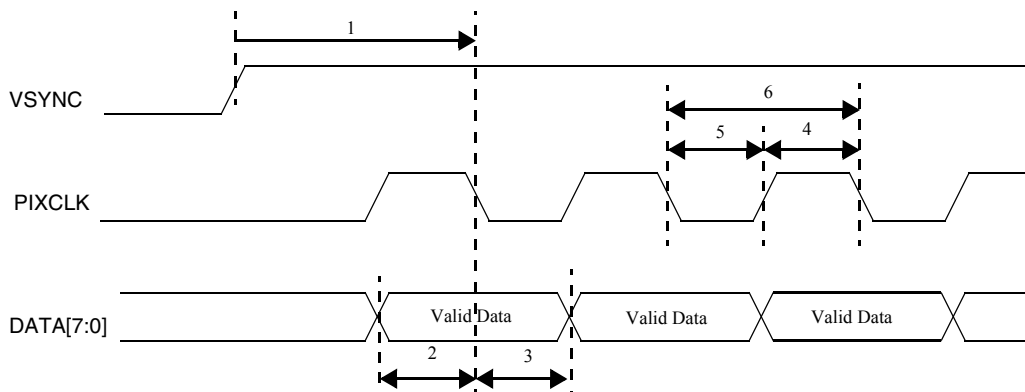 1
VSYNC
6
5 4
PIXCLK
DATA[7:0] Valid Data Valid Data Valid Data
2 3